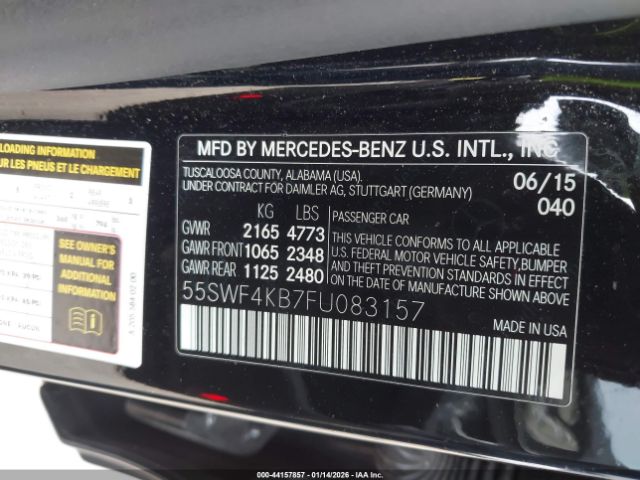 LOADING INFORMATION
UR LES PNEUS ET LE CHARGEMENT
SEE OWNER'S
MANUAL FOR
ADDITIONAL
INFORMATION
MFD BY MERCEDES-BENZ U.S. INTL., INC
TUSCALOOSA COUNTY, ALABAMA (USA).
UNDER CONTRACT FOR DAIMLER AG, STUTTGART (GERMANY)
06/15
040
KG LBS
GVWR 2165 4773
GAWR FRONT 1065 2348
GAWR REAR 1125 2480
PASSENGER CAR
THIS VEHICLE CONFORMS TO ALL APPLICABLE
U.S. FEDERAL MOTOR VEHICLE SAFETY, BUMPER
AND THEFT PREVENTION STANDARDS IN EFFECT
ON THE DATE OF MANUFACTURE SHOWN ABOVE.
55SWF4KB7FU083157
MADE IN USA
000-44157857 | 01/14/2026 - IAA, Inc.